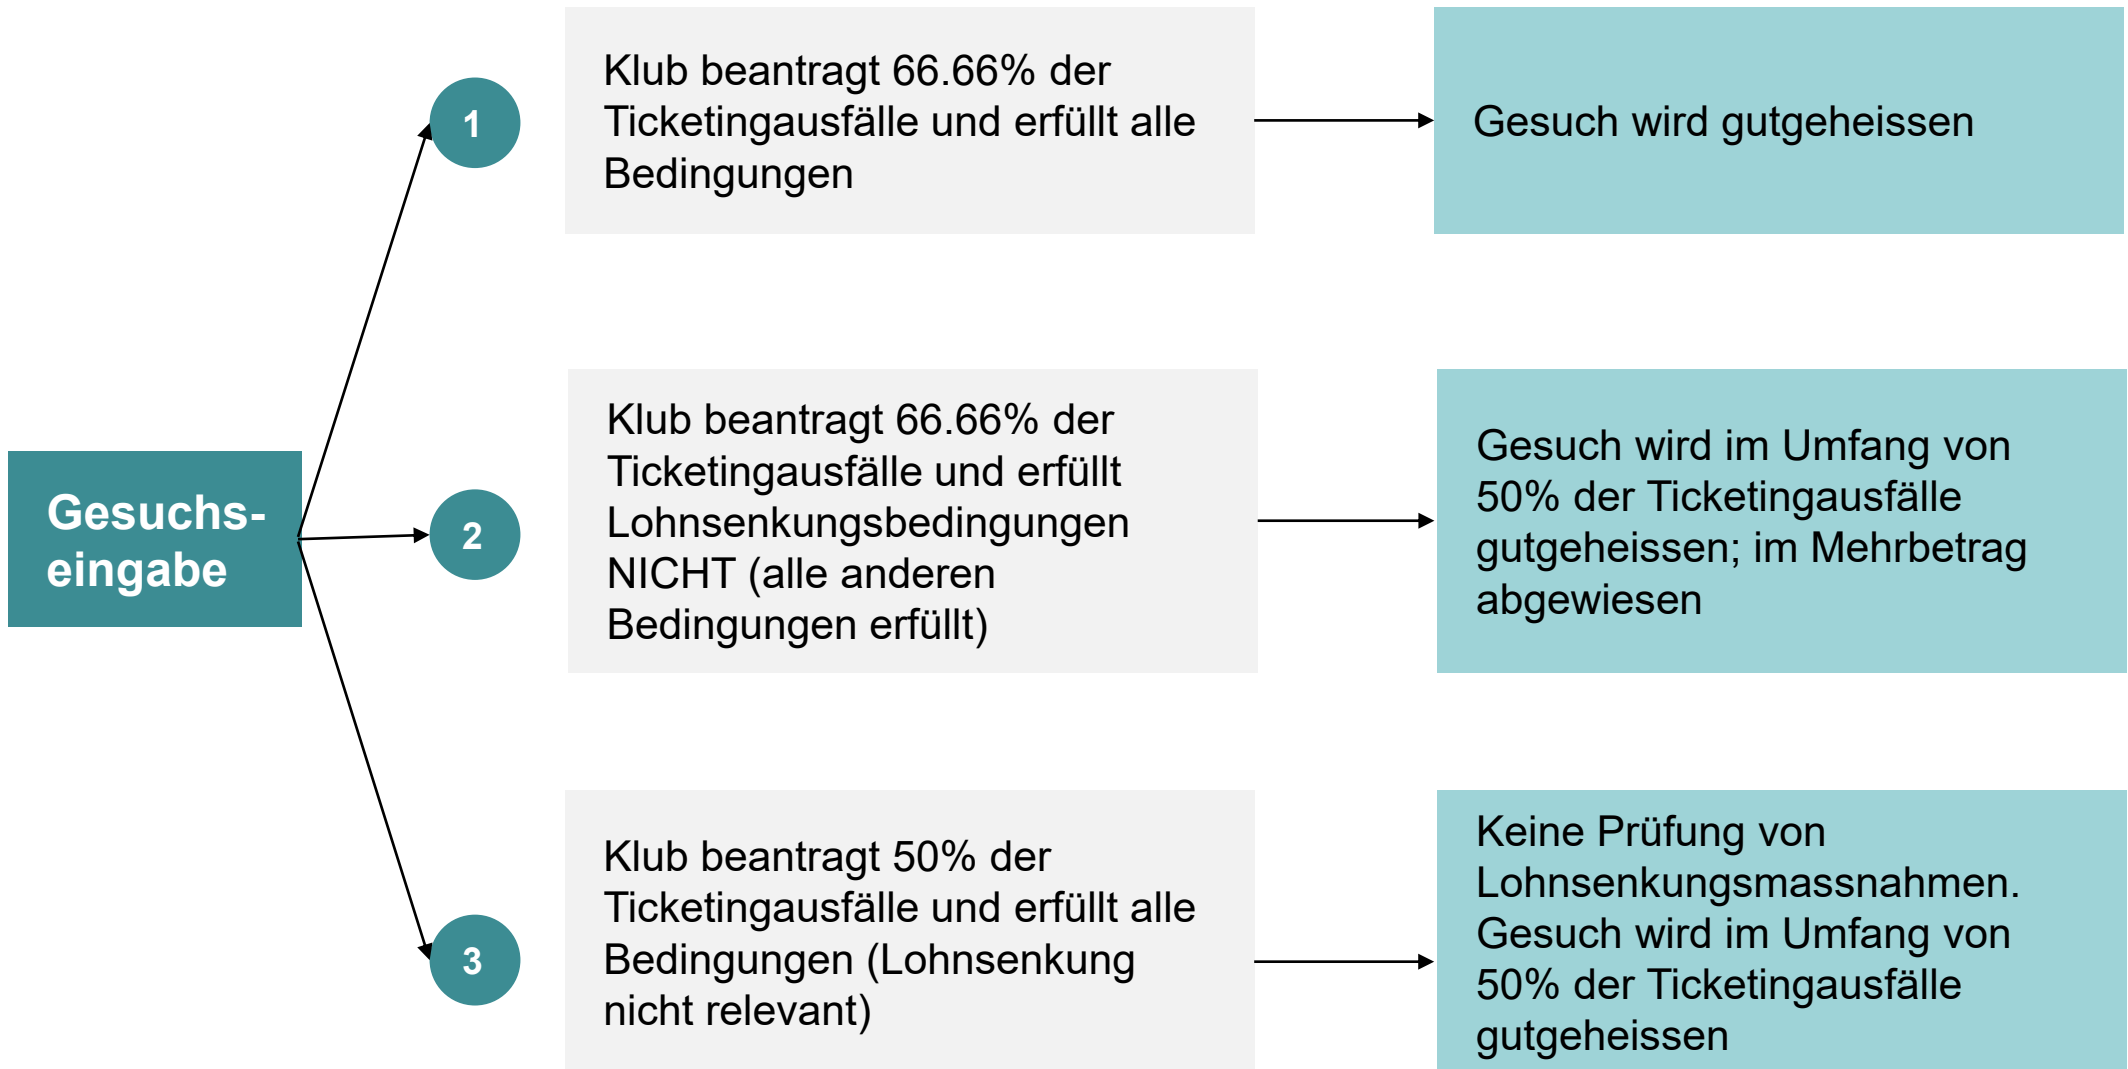 Gesuchs-
eingabe
1
Klub beantragt 66.66% der
Ticketingausfälle und erfüllt alle
Bedingungen
Gesuch wird gutgeheissen
2
Klub beantragt 66.66% der
Ticketingausfälle und erfüllt
Lohnsenkungsbedingungen
NICHT (alle anderen
Bedingungen erfüllt)
Gesuch wird im Umfang von
50% der Ticketingausfälle
gutgeheissen; im Mehrbetrag
abgewiesen
3
Klub beantragt 50% der
Ticketingausfälle und erfüllt alle
Bedingungen (Lohnsenkung
nicht relevant)
Keine Prüfung von
Lohnsenkungsmassnahmen.
Gesuch wird im Umfang von
50% der Ticketingausfälle
gutgeheissen